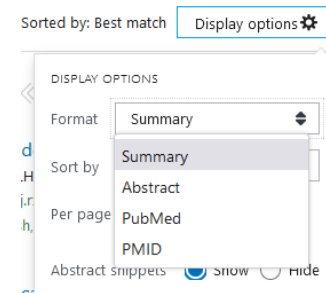 Sorted by: Best match Display options
DISPLAY OPTIONS
Format Summary
Summary
Sort by
Abstract
Per page PubMed
PMID
Abstract snippets Show Hide